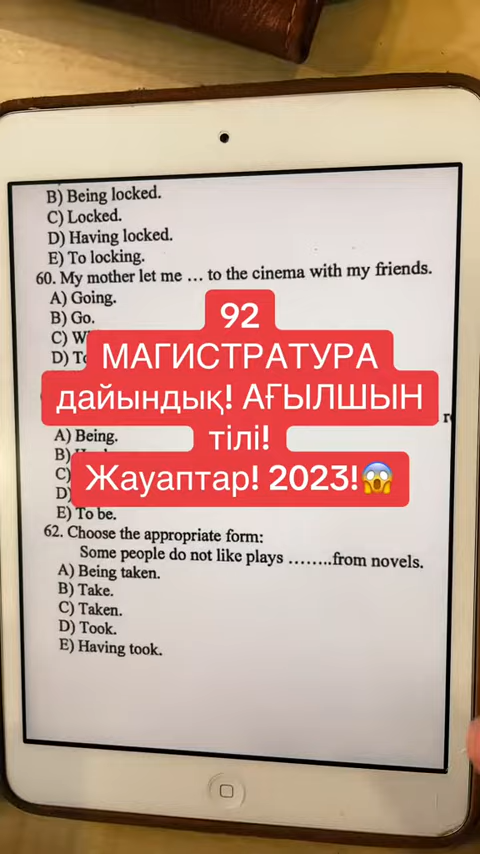 B) Being locked.
C) Locked.
D) Having locked.
E) To locking.
60. My mother let me ... to the cinema with my friends.
A) Going.
B) Go.
C)
D)
92
МАГИСТРАТУРА
дайындық! АҒЫЛШЫН
тілі!
Жауаптар! 2023!😱
A) Being.
B)
C)
D)
E) To be.
62. Choose the appropriate form:
Some people do not like plays ........from novels.
A) Being taken.
B) Take.
C) Taken.
D) Took.
E) Having took.